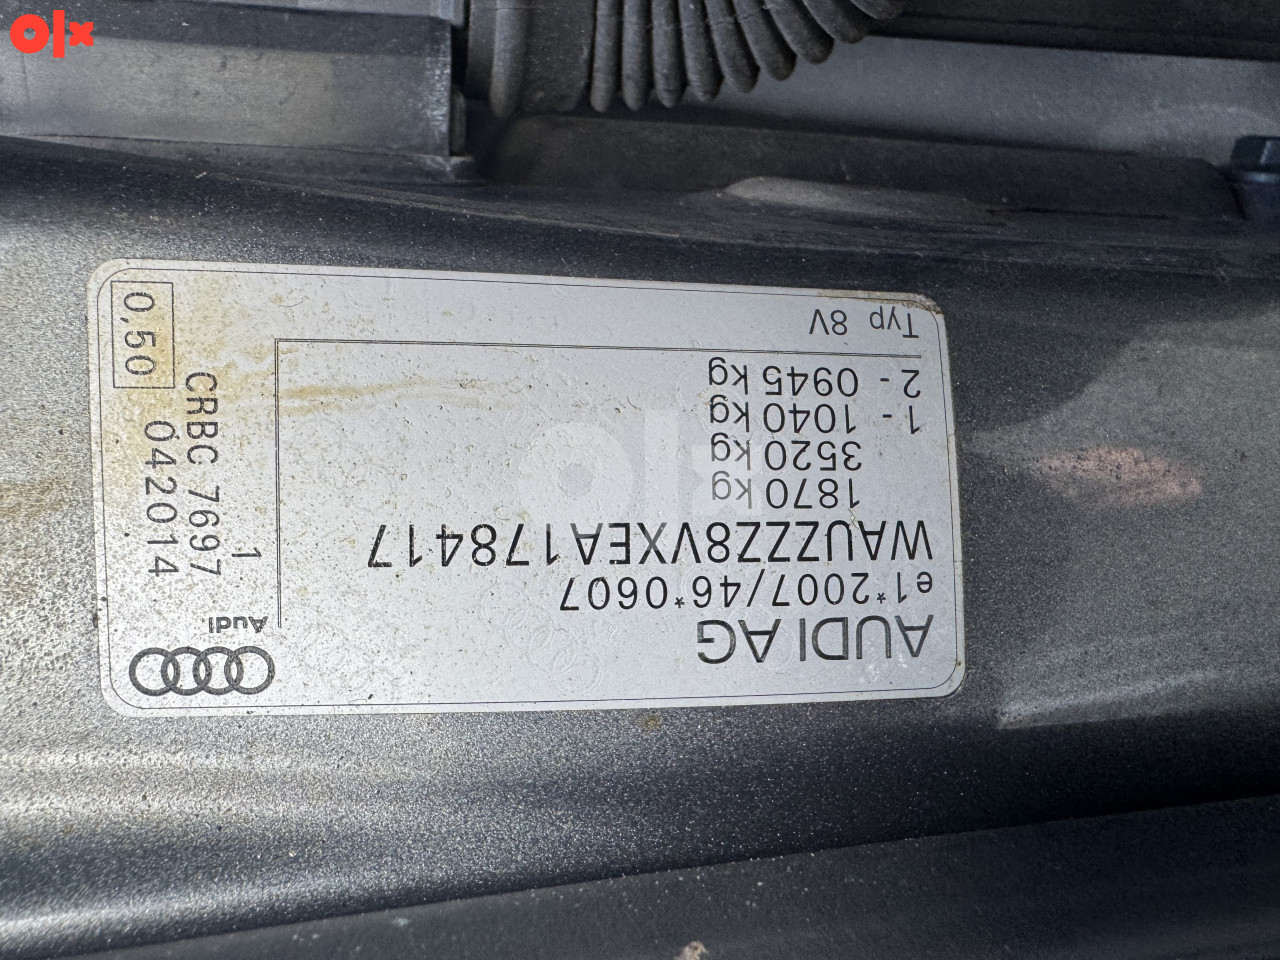 olx
AUDI AG
e1*2007/46*0607
WAUZZZ8VXEA178417
1870 kg
3520 kg
1 - 1040 kg
2 - 0945 kg
Typ 8V
Audi
1
CRBC 7697
042014
0,50
olx